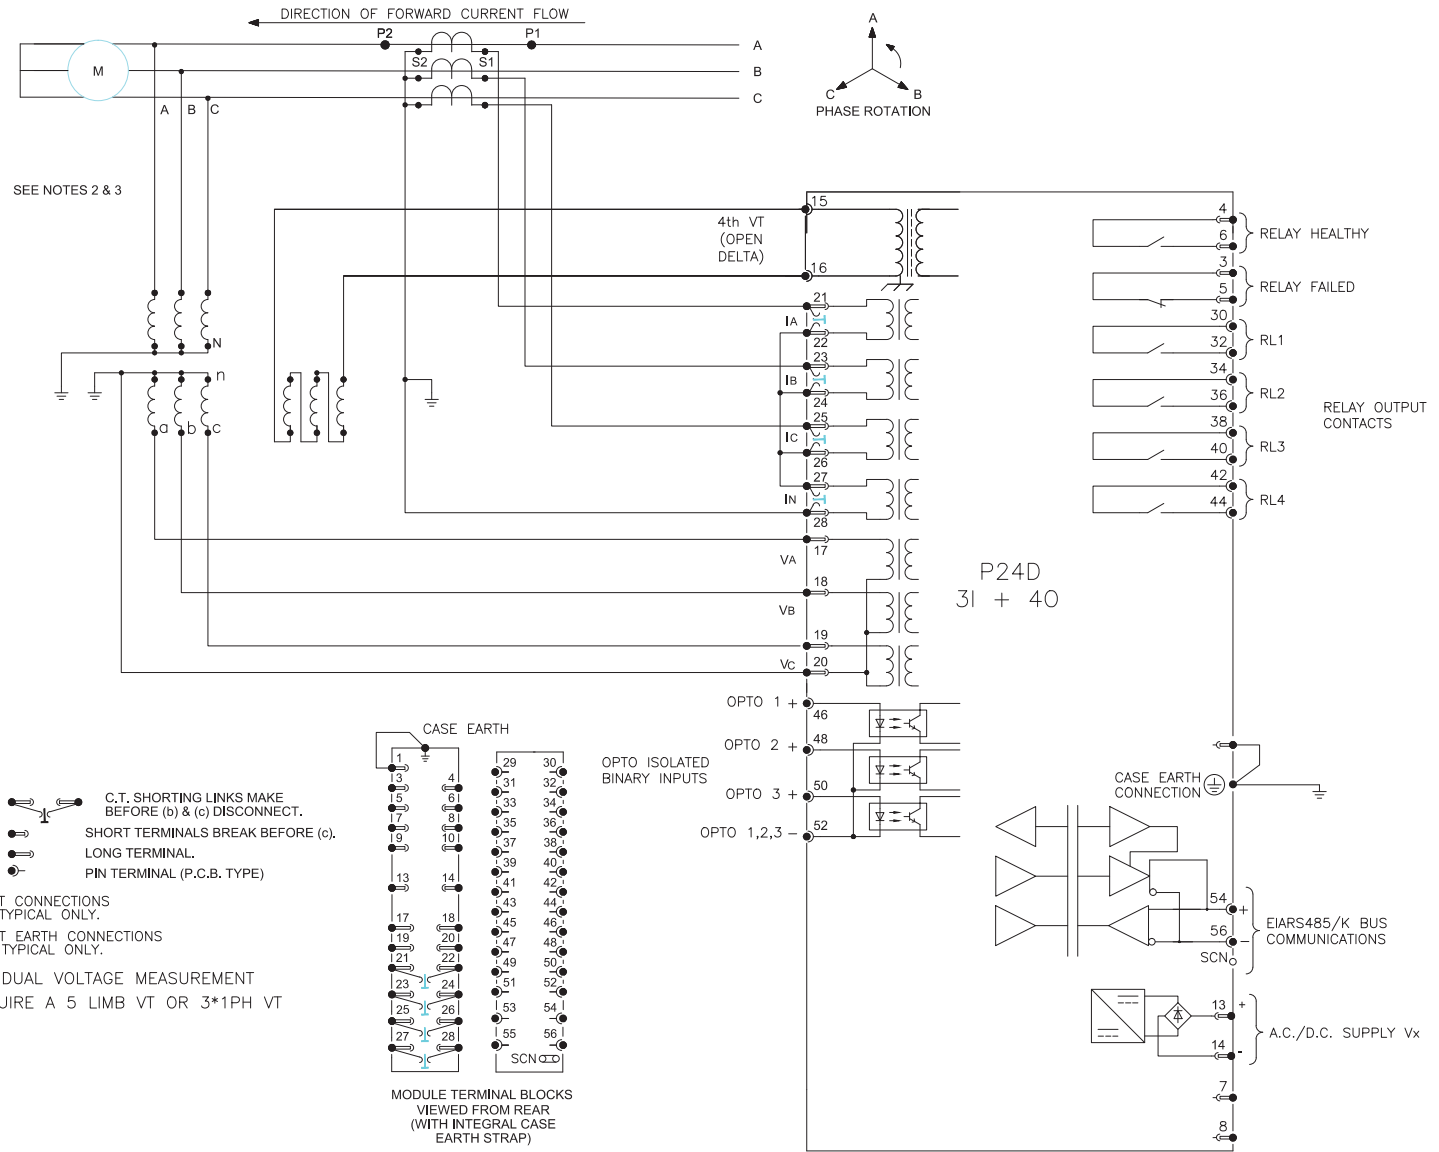 DIRECTION OF FORWARD CURRENT FLOW
P2
P1
A
S2
S1
M
B
C
A
B
C
A
C
B
PHASE ROTATION
SEE NOTES 2 & 3
4th VT
(OPEN
DELTA)
15
16
21
IA
22
23
IB
24
25
IC
26
27
IN
28
17
VA
18
VB
19
VC
20
N
n
a
b
c
P24D
3I + 4O
4
6
RELAY HEALTHY
3
5
RELAY FAILED
30
32
RL1
34
36
RL2
38
40
RL3
42
44
RL4
RELAY OUTPUT
CONTACTS
OPTO 1 +
46
OPTO 2 +
48
OPTO ISOLATED
BINARY INPUTS
OPTO 3 +
50
OPTO 1,2,3 -
52
CASE EARTH
CONNECTION
54
+
56
-
SCN
EIARS485/K BUS
COMMUNICATIONS
13
+
14
-
A.C./D.C. SUPPLY Vx
7
8
CASE EARTH
1
3 4
5 6
7 8
9 10
13 14
17 18
19 20
21 22
23 24
25 26
27 28
29 30
31 32
33 34
35 36
37 38
39 40
41 42
43 44
45 46
47 48
49 50
51 52
53 54
55 56
SCN
MODULE TERMINAL BLOCKS
VIEWED FROM REAR
(WITH INTEGRAL CASE
EARTH STRAP)
C.T. SHORTING LINKS MAKE
BEFORE (b) & (c) DISCONNECT.
SHORT TERMINALS BREAK BEFORE (c).
LONG TERMINAL.
PIN TERMINAL (P.C.B. TYPE)
T CONNECTIONS
TYPICAL ONLY.
T EARTH CONNECTIONS
TYPICAL ONLY.
DUAL VOLTAGE MEASUREMENT
UIRE A 5 LIMB VT OR 3*1PH VT